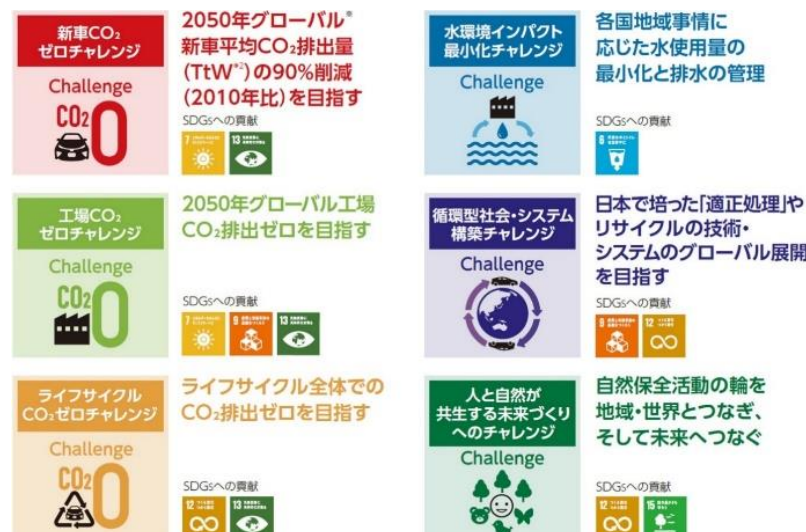 新車CO₂
ゼロチャレンジ
Challenge
CO₂
0
2050年グローバル*
新車平均CO₂排出量
(TtW*²)の90%削減
(2010年比)を目指す
SDGsへの貢献
7
13
工場CO₂
ゼロチャレンジ
Challenge
CO₂
0
2050年グローバル工場
CO₂排出ゼロを目指す
SDGsへの貢献
7
9
13
ライフサイクル
CO₂ゼロチャレンジ
Challenge
CO₂
0
ライフサイクル全体での
CO₂排出ゼロを目指す
SDGsへの貢献
12
13
水環境インパクト
最小化チャレンジ
Challenge
各国地域事情に
応じた水使用量の
最小化と排水の管理
SDGsへの貢献
6
循環型社会・システム
構築チャレンジ
Challenge
日本で培った「適正処理」や
リサイクルの技術・
システムのグローバル展開
を目指す
SDGsへの貢献
12
人と自然が
共生する未来づくり
へのチャレンジ
Challenge
自然保全活動の輪を
地域・世界とつなぎ、
そして未来へつなぐ
SDGsへの貢献
12
15